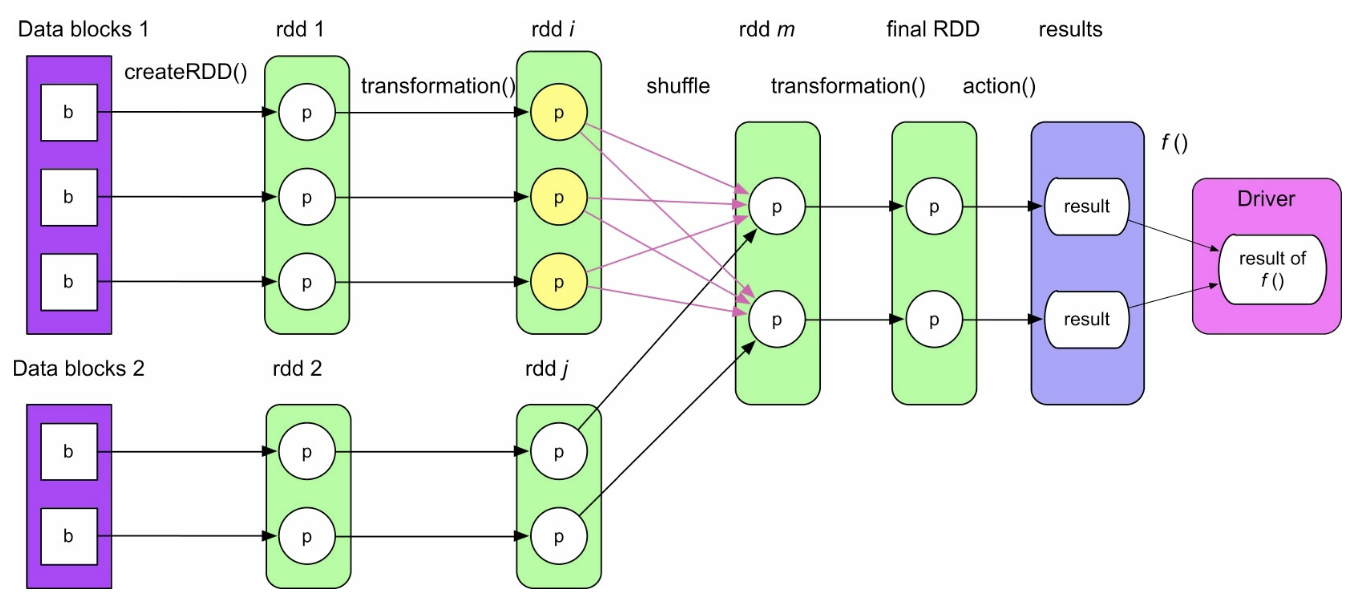 Data blocks 1
rdd 1
rdd i
rdd m
final RDD
results
createRDD()
transformation()
shuffle
transformation()
action()
f ()
b
p
p
b
p
p
b
p
p
p
p
result
p
p
result
Driver
result of
f ()
Data blocks 2
rdd 2
rdd j
b
p
p
b
p
p